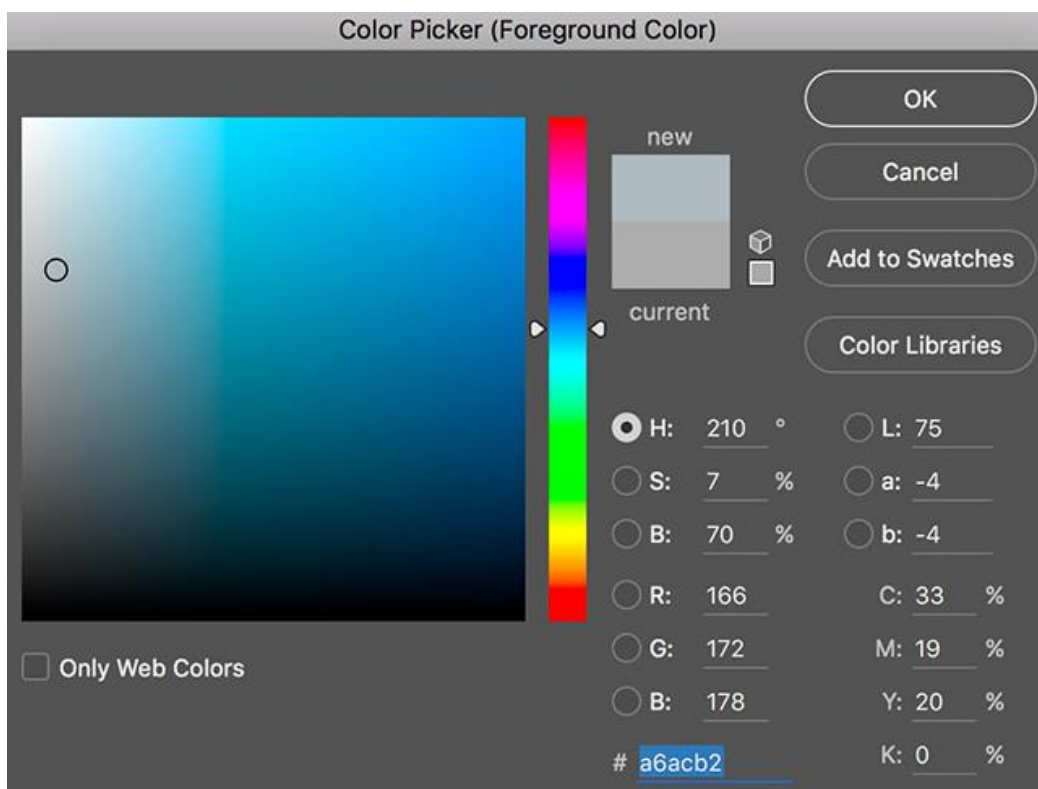 Color Picker (Foreground Color)
OK
new
Cancel
Add to Swatches
current
Color Libraries
H: 210 °
L: 75
S: 7 %
a: -4
B: 70 %
b: -4
R: 166
C: 33 %
G: 172
M: 19 %
Only Web Colors
B: 178
Y: 20 %
# a6acb2
K: 0 %